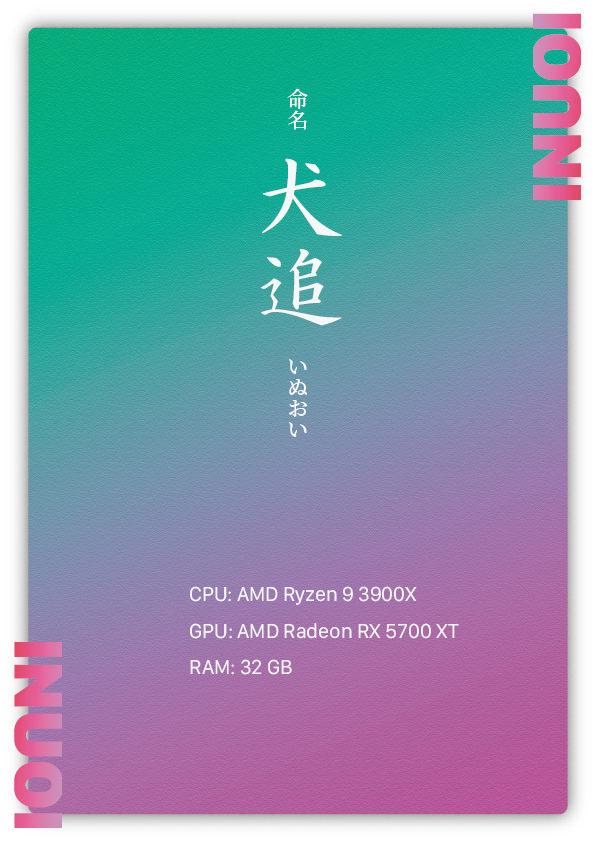 INUOI
命名
犬追
いぬおい
CPU: AMD Ryzen 9 3900X
GPU: AMD Radeon RX 5700 XT
RAM: 32 GB
INUOI